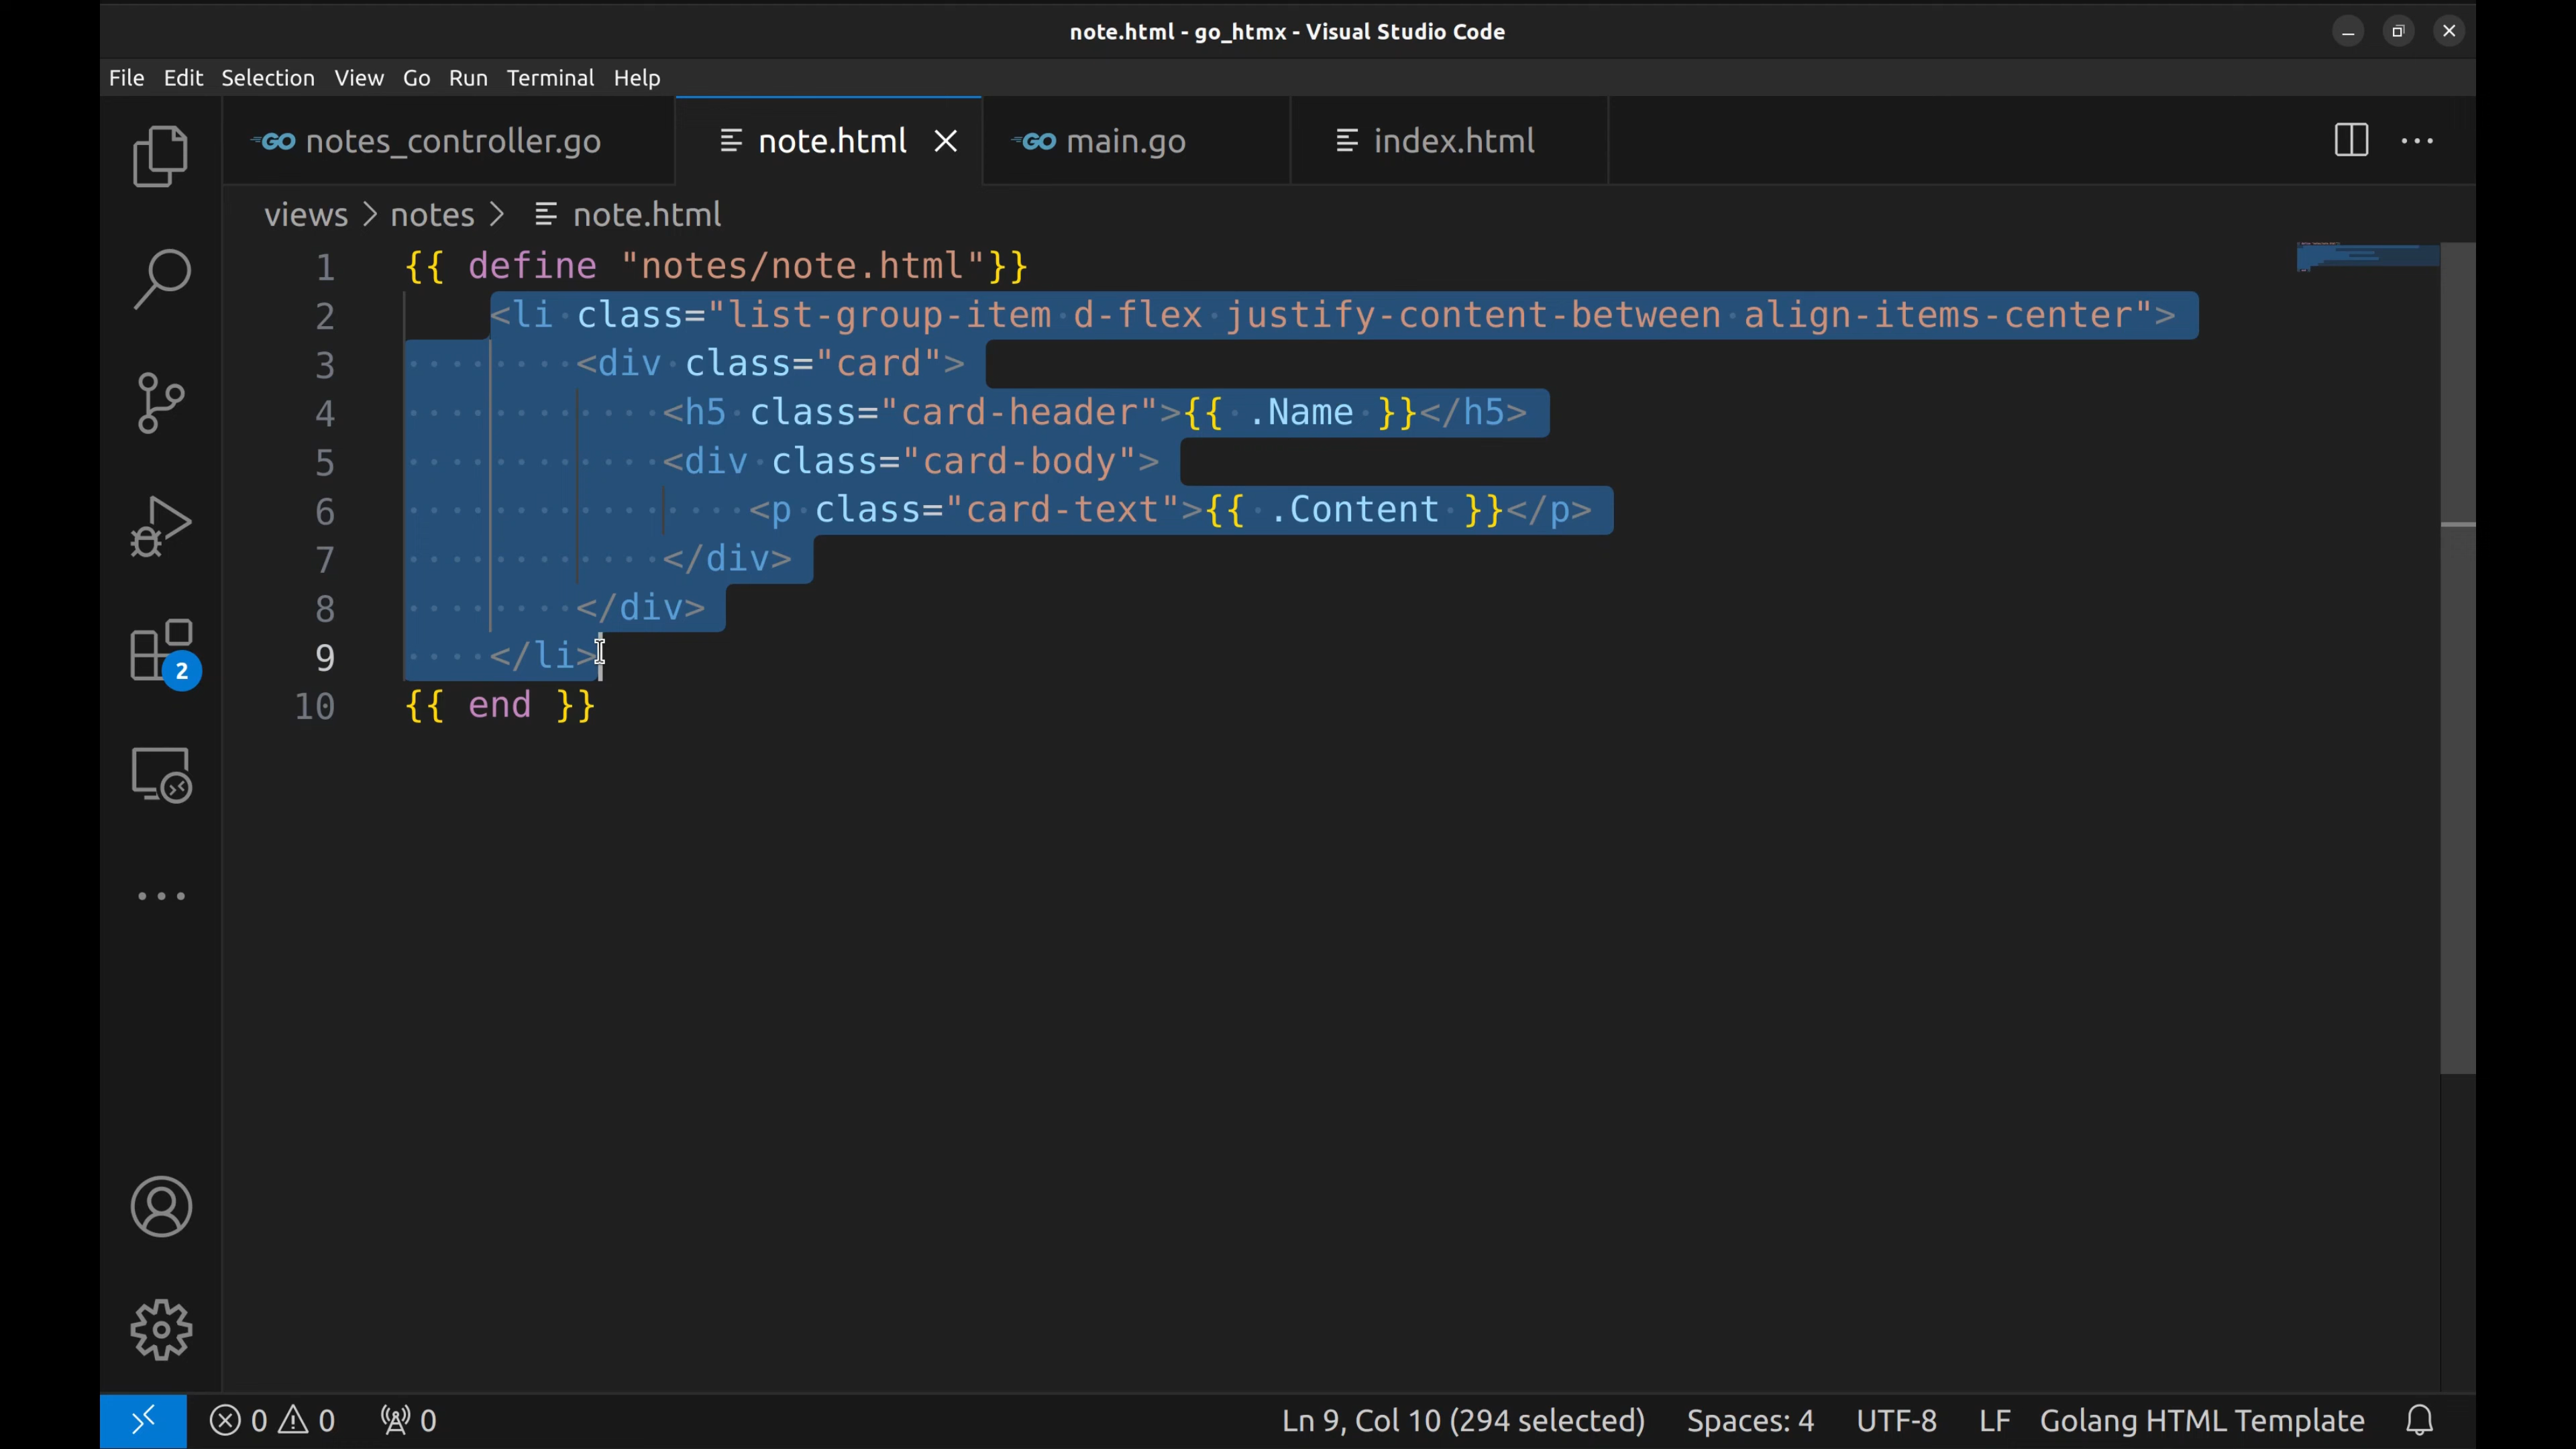 note.html - go_htmx - Visual Studio Code
File Edit Selection View Go Run Terminal Help
GO notes_controller.go note.html GO main.go index.html
views > notes > note.html
1 {{ define "notes/note.html"}}
2 <li class="list-group-item d-flex justify-content-between align-items-center">
3 <div class="card">
4 <h5 class="card-header">{{ .Name }}</h5>
5 <div class="card-body">
6 <p class="card-text">{{ .Content }}</p>
7 </div>
8 </div>
9 </li>
10 {{ end }}
2
0 0 0 Ln 9, Col 10 (294 selected) Spaces: 4 UTF-8 LF Golang HTML Template